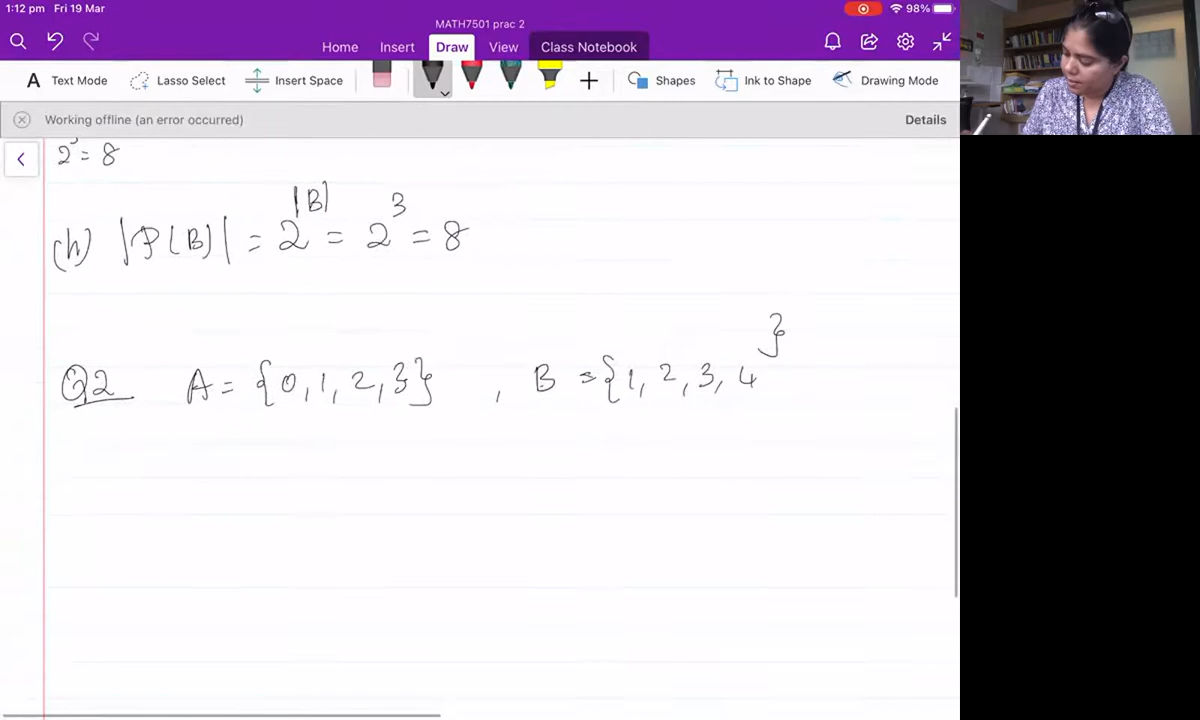 1:12 pm Fri 19 Mar
98%
MATH7501 prac 2
Home Insert Draw View Class Notebook
A Text Mode Lasso Select Insert Space Shapes Ink to Shape Drawing Mode
Working offline (an error occurred) Details
2³ = 8
(h) |P(B)| = 2^|B| = 2³ = 8
Q2 A = {0, 1, 2, 3} , B = {1, 2, 3, 4}